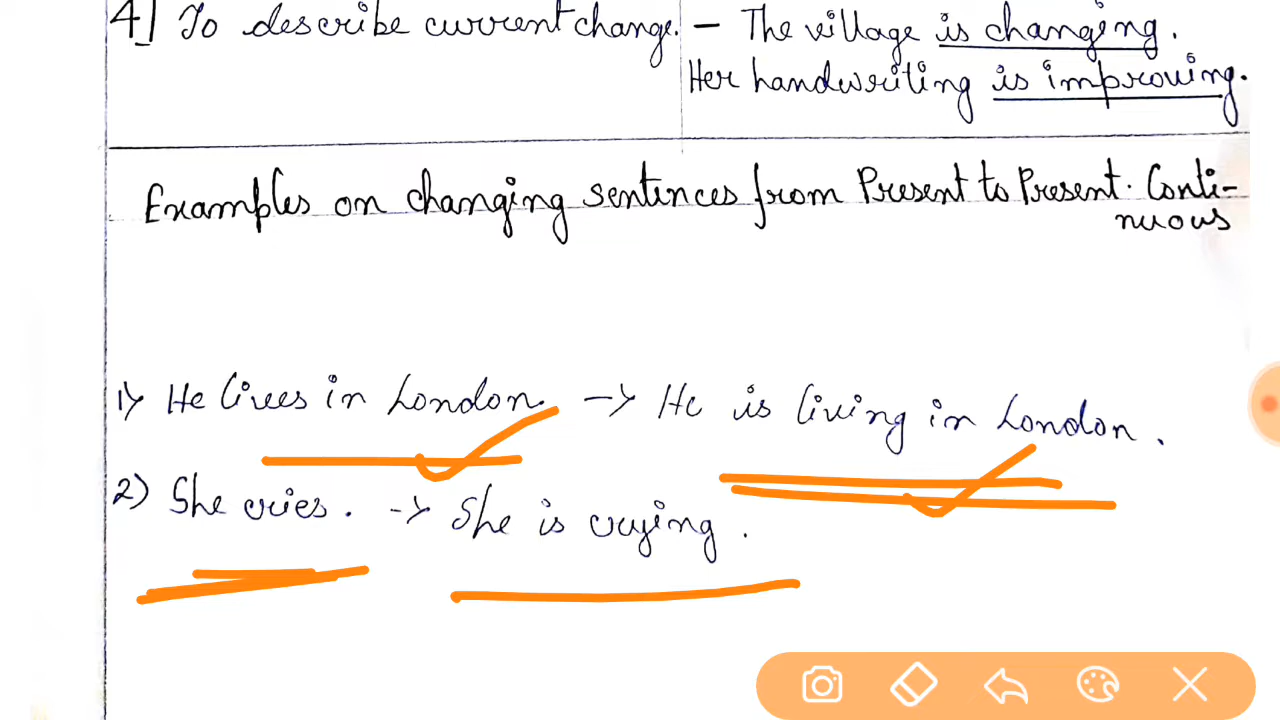 4] To describe current change. – The village is changing.
Her handwriting is improving.
Examples on changing sentences from Present to Present. Conti-
nuous
1) He lives in London. -> He is living in London.
2) She cries. -> She is crying.